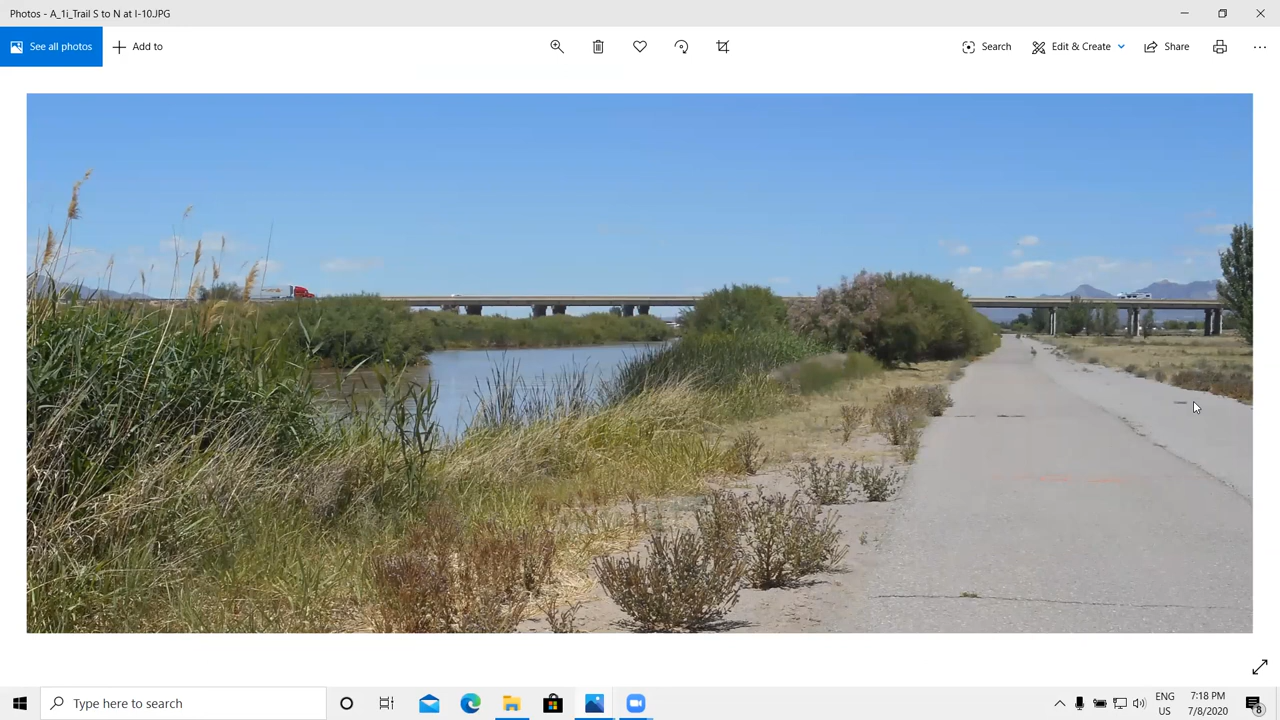 Photos - A_1i_Trail S to N at I-10.JPG
See all photos
Add to
Search
Edit & Create
Share
Type here to search
ENG
US
7:18 PM
7/8/2020
8